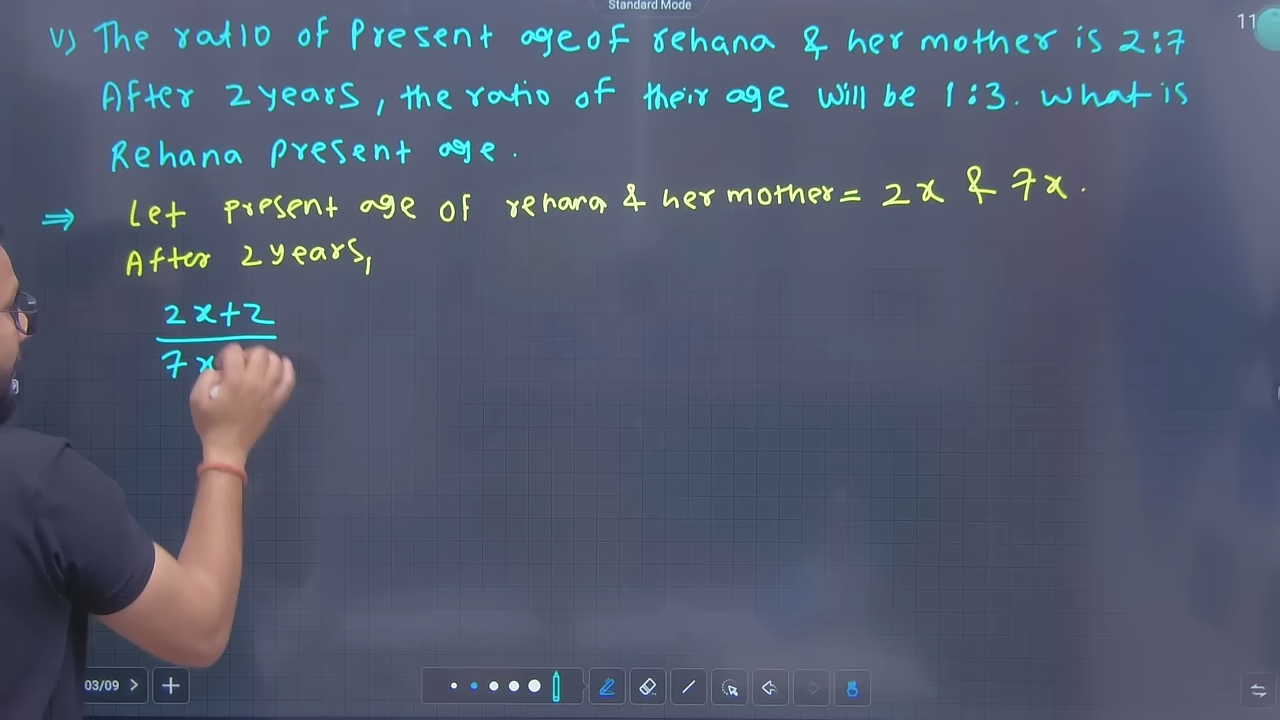 Standard Mode
11
v) The ratio of Present age of rehana & her mother is 2:7
After 2 years, the ratio of their age will be 1:3. What is
Rehana present age.
⇒ Let present age of rehana & her mother = 2x & 7x.
After 2 years,
2x+2
7x
03/09